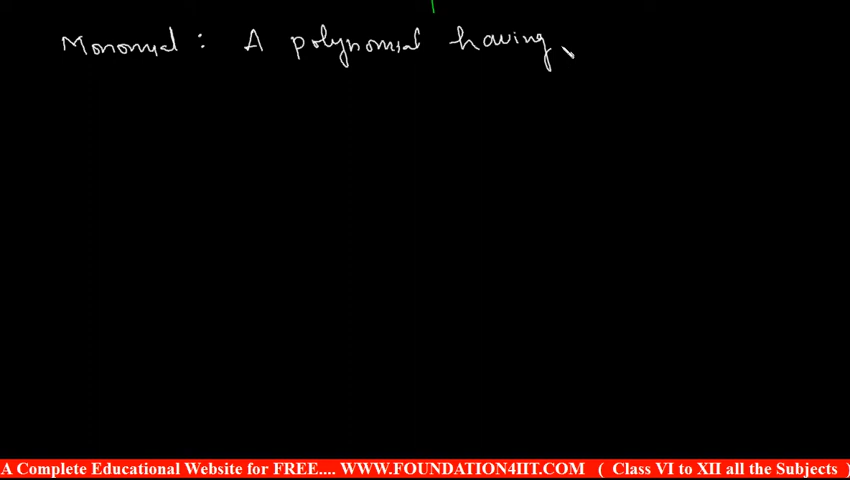 Monomial : A polynomial having
A Complete Educational Website for FREE.... WWW.FOUNDATION4IIT.COM ( Class VI to XII all the Subjects )